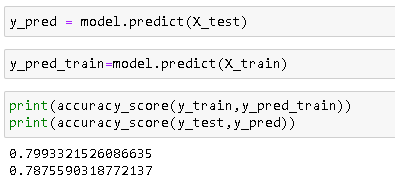 y_pred = model.predict(X_test)
y_pred_train=model.predict(X_train)
print(accuracy_score(y_train,y_pred_train))
print(accuracy_score(y_test,y_pred))
0.7993321526086635
0.7875590318772137